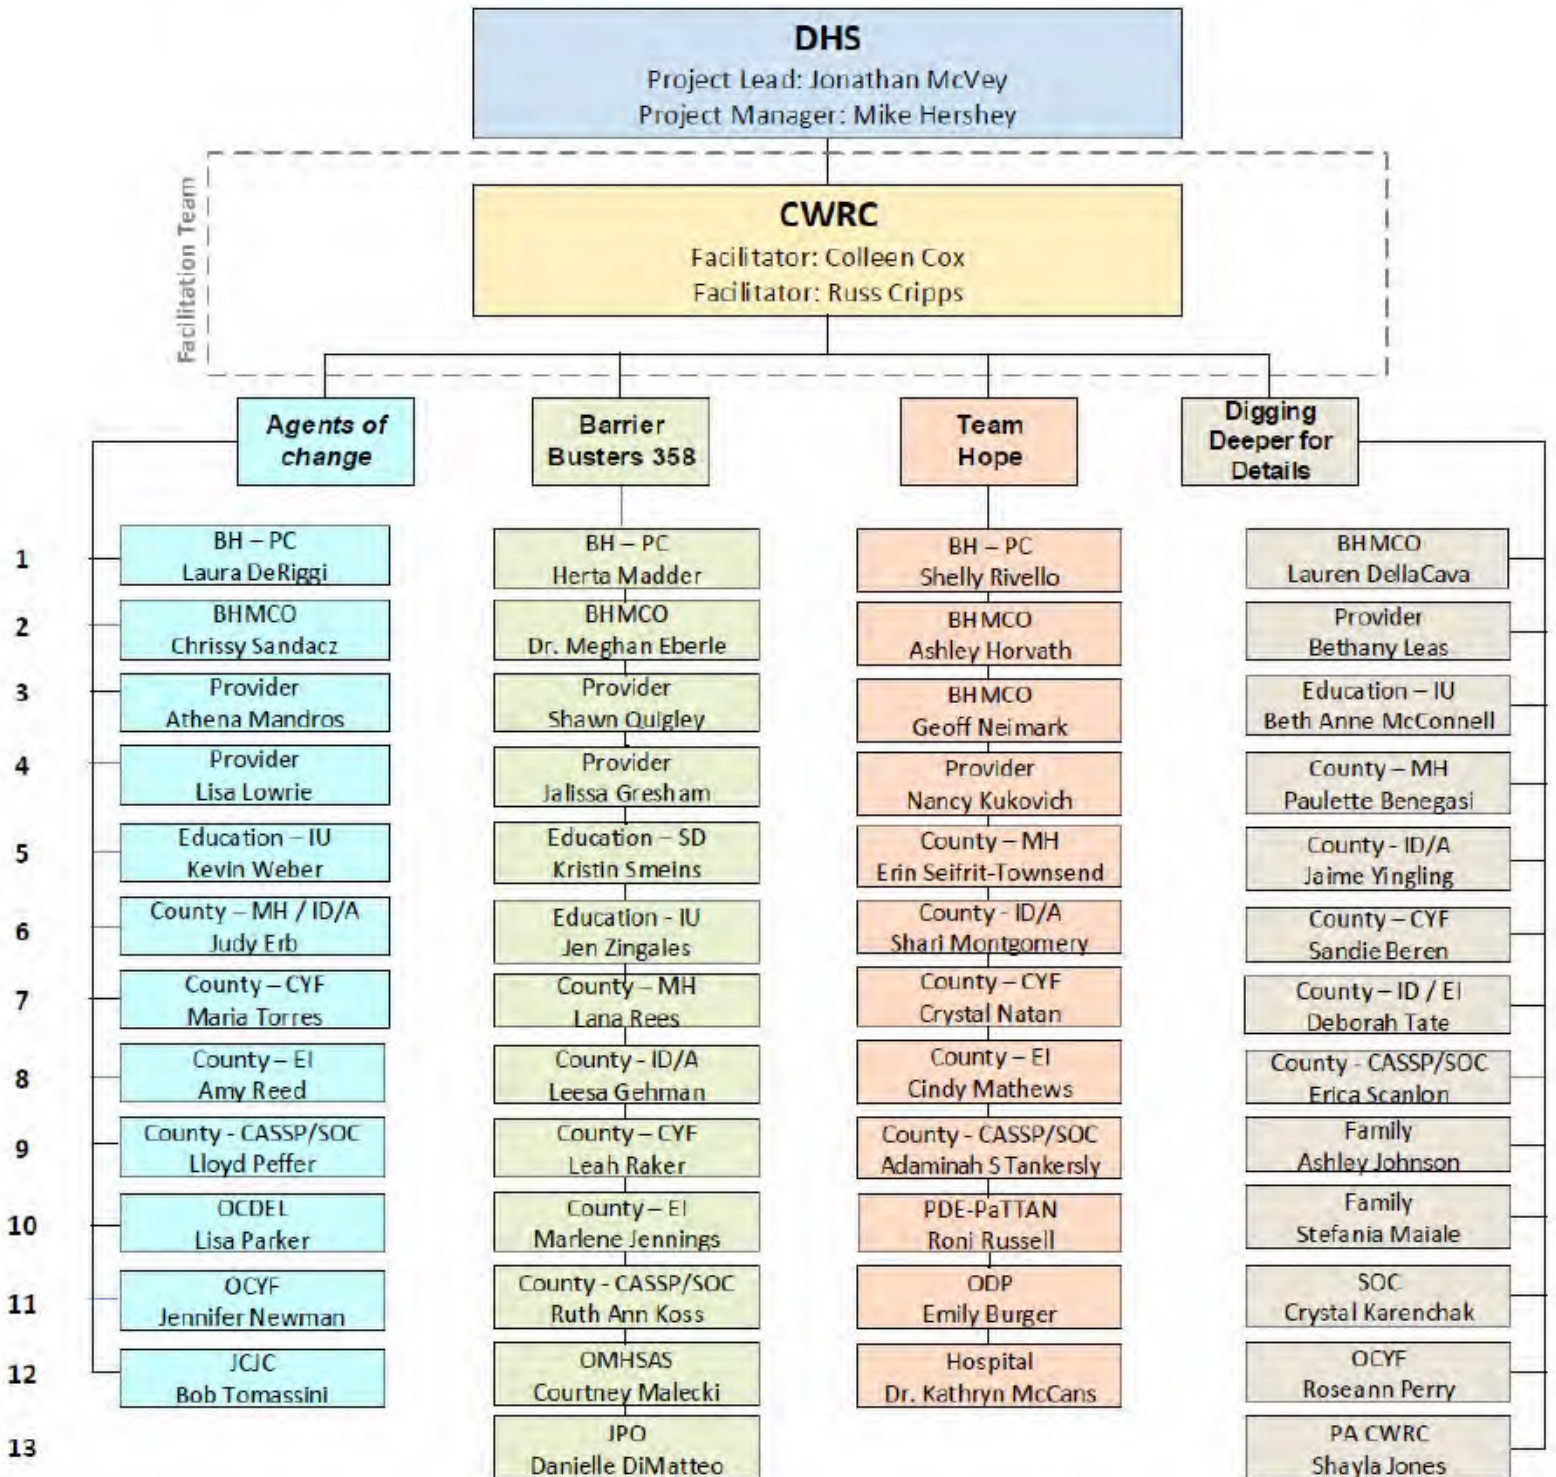 DHS
Project Lead: Jonathan McVey
Project Manager: Mike Hershey
Facilitation Team
CWRC
Facilitator: Colleen Cox
Facilitator: Russ Cripps
Agents of
change
Barrier
Busters 358
Team
Hope
Digging
Deeper for
Details
1
BH – PC
Laura DeRiggi
BH – PC
Herta Madder
BH – PC
Shelly Rivello
BHMCO
Lauren DellaCava
2
BHMCO
Chrissy Sandacz
BHMCO
Dr. Meghan Eberle
BHMCO
Ashley Horvath
Provider
Bethany Leas
3
Provider
Athena Mandros
Provider
Shawn Quigley
BHMCO
Geoff Neimark
Education – IU
Beth Anne McConnell
4
Provider
Lisa Lowrie
Provider
Jalissa Gresham
Provider
Nancy Kukovich
County – MH
Paulette Benegasi
5
Education – IU
Kevin Weber
Education – SD
Kristin Smeins
County – MH
Erin Seifrit-Townsend
County - ID/A
Jaime Yingling
6
County – MH / ID/A
Judy Erb
Education - IU
Jen Zingales
County - ID/A
Shari Montgomery
County – CYF
Sandie Beren
7
County – CYF
Maria Torres
County – MH
Lana Rees
County – CYF
Crystal Natan
County – ID / EI
Deborah Tate
8
County – EI
Amy Reed
County - ID/A
Leesa Gehman
County – EI
Cindy Mathews
County - CASSP/SOC
Erica Scanlon
9
County - CASSP/SOC
Lloyd Peffer
County – CYF
Leah Raker
County - CASSP/SOC
Adaminah S Tankersly
Family
Ashley Johnson
10
OCDEL
Lisa Parker
County – EI
Marlene Jennings
PDE-PaTTAN
Roni Russell
Family
Stefania Maiale
11
OCYF
Jennifer Newman
County - CASSP/SOC
Ruth Ann Koss
ODP
Emily Burger
SOC
Crystal Karenchak
12
JCJC
Bob Tomassini
OMHSAS
Courtney Malecki
Hospital
Dr. Kathryn McCans
OCYF
Roseann Perry
13
JPO
Danielle DiMatteo
PA CWRC
Shayla Jones